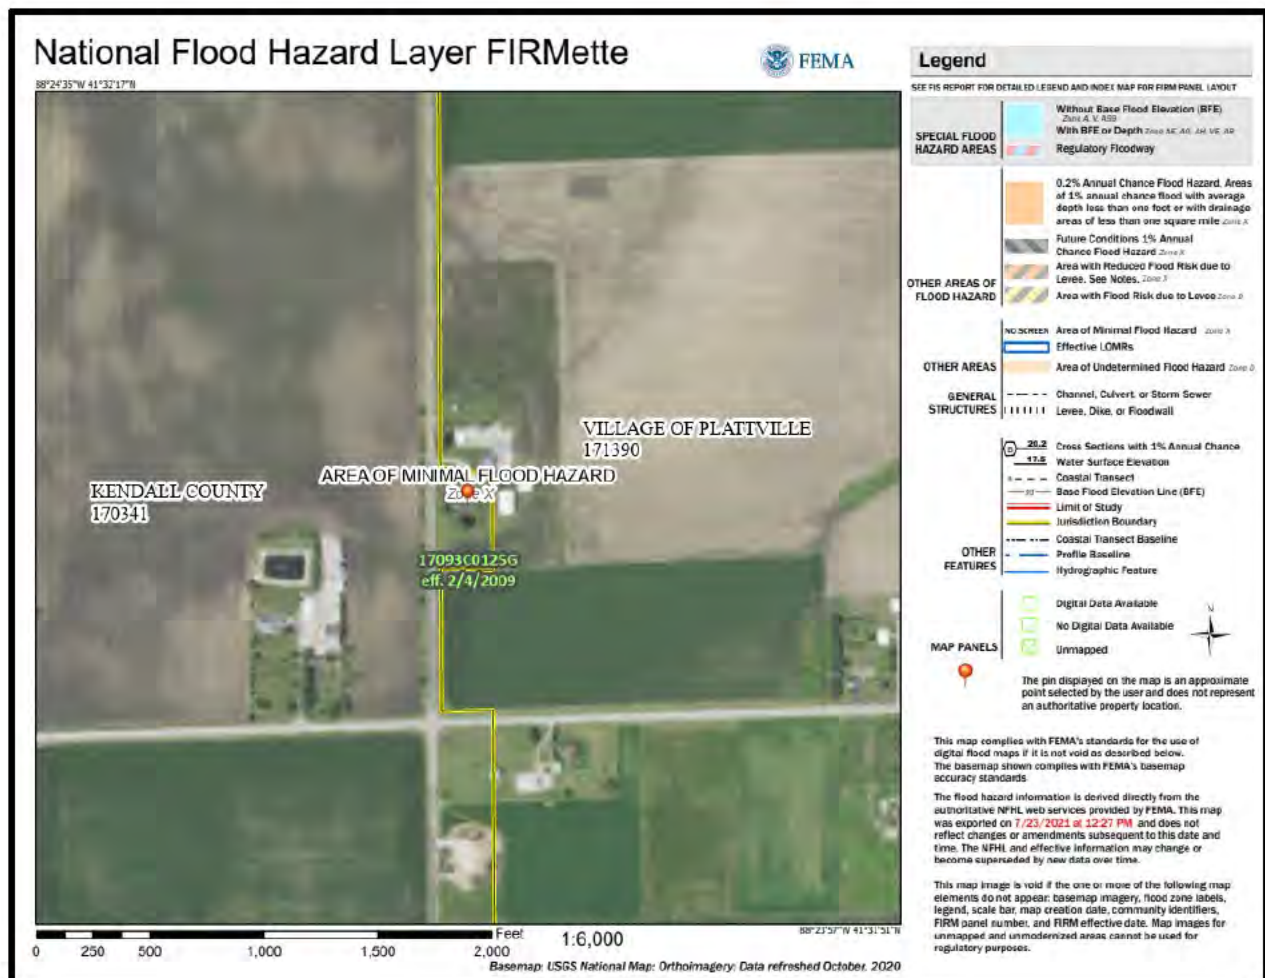 National Flood Hazard Layer FIRMette
FEMA
88°24'35"W 41°32'17"N
VILLAGE OF PLATTVILLE
171390
AREA OF MINIMAL FLOOD HAZARD
Zone X
KENDALL COUNTY
170341
17093C0125G
eff. 2/4/2009
88°23'57"W 41°31'51"N
0 250 500 1,000 1,500 2,000 Feet 1:6,000
Basemap: USGS National Map: Orthoimagery: Data refreshed October, 2020
Legend
SEE FIS REPORT FOR DETAILED LEGEND AND INDEX MAP FOR FIRM PANEL LAYOUT
SPECIAL FLOOD
HAZARD AREAS
Without Base Flood Elevation (BFE)
Zone A, V, A99
With BFE or Depth Zone AE, AO, AH, VE, AR
Regulatory Floodway
OTHER AREAS OF
FLOOD HAZARD
0.2% Annual Chance Flood Hazard, Areas
of 1% annual chance flood with average
depth less than one foot or with drainage
areas of less than one square mile Zone X
Future Conditions 1% Annual
Chance Flood Hazard Zone X
Area with Reduced Flood Risk due to
Levee. See Notes. Zone X
Area with Flood Risk due to Levee Zone D
OTHER AREAS
NO SCREEN Area of Minimal Flood Hazard Zone X
Effective LOMRs
Area of Undetermined Flood Hazard Zone D
GENERAL
STRUCTURES
Channel, Culvert, or Storm Sewer
Levee, Dike, or Floodwall
OTHER
FEATURES
B 20.2 Cross Sections with 1% Annual Chance
17.5 Water Surface Elevation
8 Coastal Transect
Base Flood Elevation Line (BFE)
Limit of Study
Jurisdiction Boundary
Coastal Transect Baseline
Profile Baseline
Hydrographic Feature
MAP PANELS
Digital Data Available
No Digital Data Available
Unmapped
N
The pin displayed on the map is an approximate
point selected by the user and does not represent
an authoritative property location.
This map complies with FEMA's standards for the use of
digital flood maps if it is not void as described below.
The basemap shown complies with FEMA's basemap
accuracy standards
The flood hazard information is derived directly from the
authoritative NFHL web services provided by FEMA. This map
was exported on 7/23/2021 at 12:27 PM and does not
reflect changes or amendments subsequent to this date and
time. The NFHL and effective information may change or
become superseded by new data over time.
This map image is void if the one or more of the following map
elements do not appear: basemap imagery, flood zone labels,
legend, scale bar, map creation date, community identifiers,
FIRM panel number, and FIRM effective date. Map images for
unmapped and unmodernized areas cannot be used for
regulatory purposes.